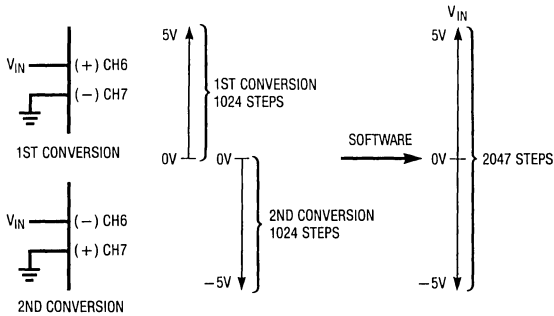 V_IN (+) CH6
(−) CH7
1ST CONVERSION
V_IN (−) CH6
(+) CH7
2ND CONVERSION
5V
0V
1ST CONVERSION
1024 STEPS
0V
−5V
2ND CONVERSION
1024 STEPS
SOFTWARE
V_IN
5V
0V
−5V
2047 STEPS